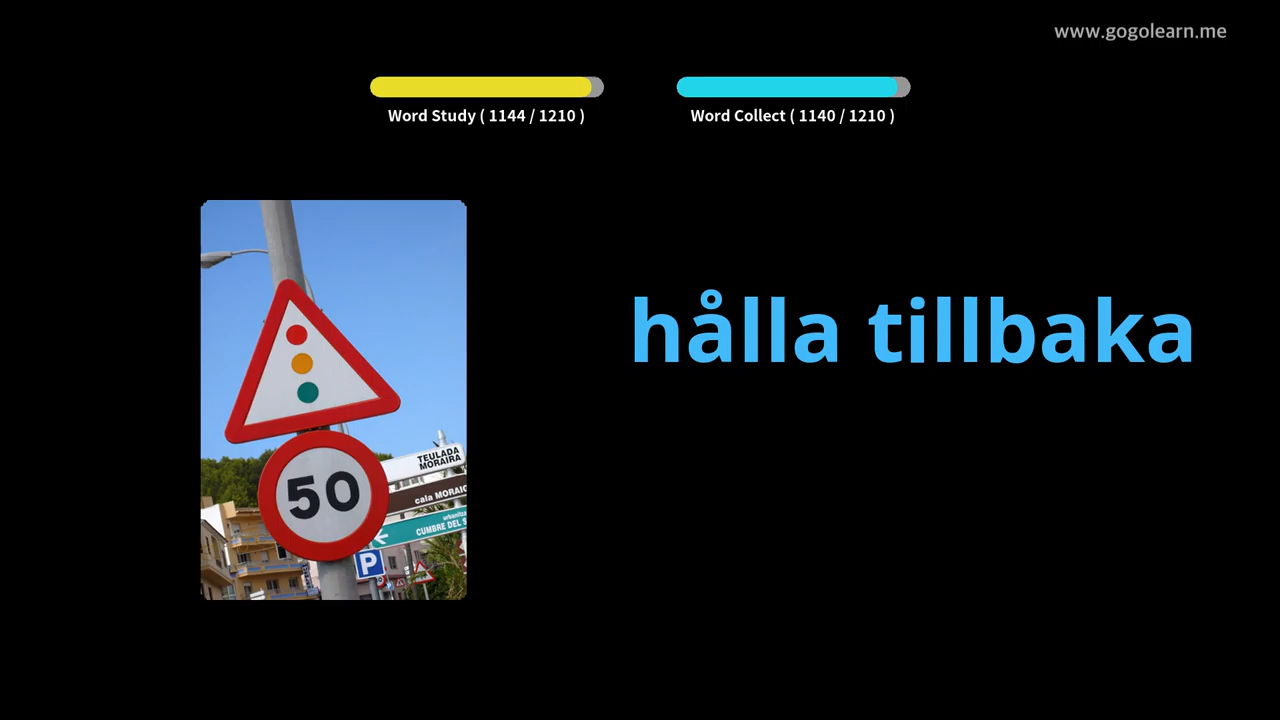 www.gogolearn.me
Word Study ( 1144 / 1210 )
Word Collect ( 1140 / 1210 )
hålla tillbaka
50
TEULADA
MORAIRA
cala
CUMBRE DEL
P